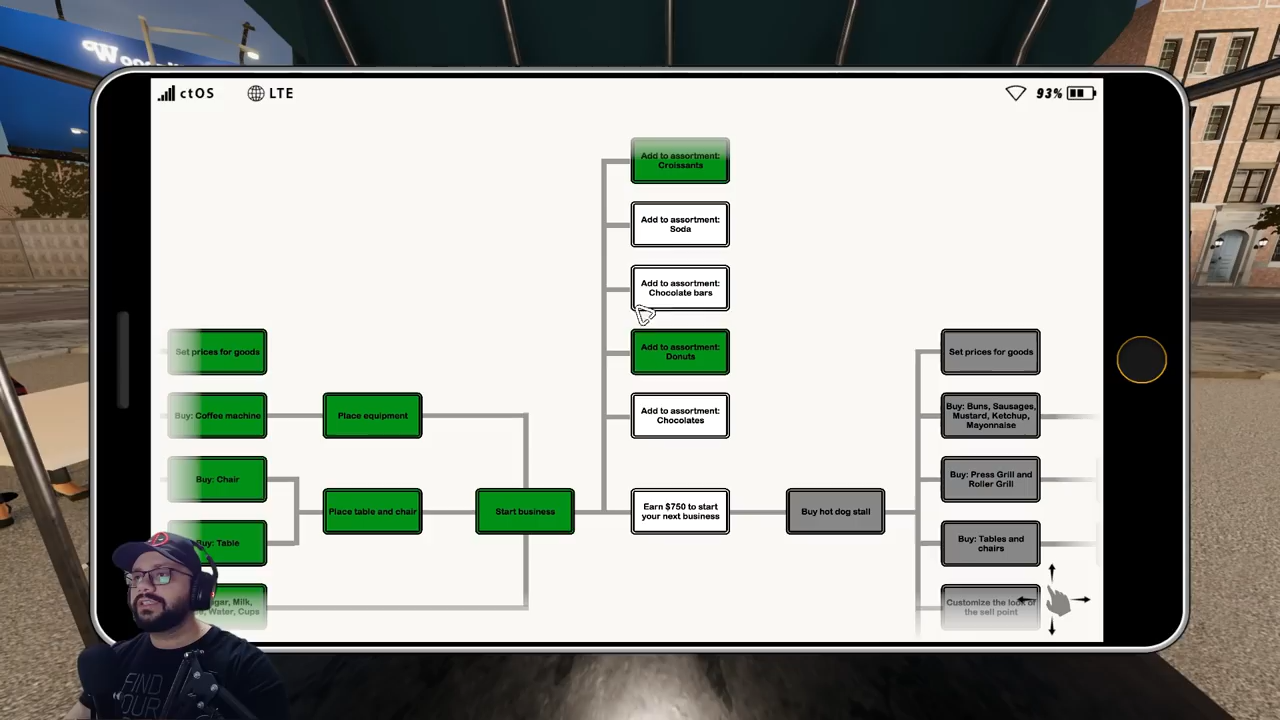 ctOS
LTE
93%
Add to assortment:
Croissants
Add to assortment:
Soda
Add to assortment:
Chocolate bars
Set prices for goods
Add to assortment:
Donuts
Set prices for goods
Buy: Coffee machine
Place equipment
Add to assortment:
Chocolates
Buy: Buns, Sausages,
Mustard, Ketchup,
Mayonnaise
Buy: Chair
Buy: Press Grill and
Roller Grill
Place table and chair
Start business
Earn $750 to start
your next business
Buy hot dog stall
Buy: Table
Buy: Tables and
chairs
Milk,
Water, Cups
Customize the look of
the sell point
FIND
OUR